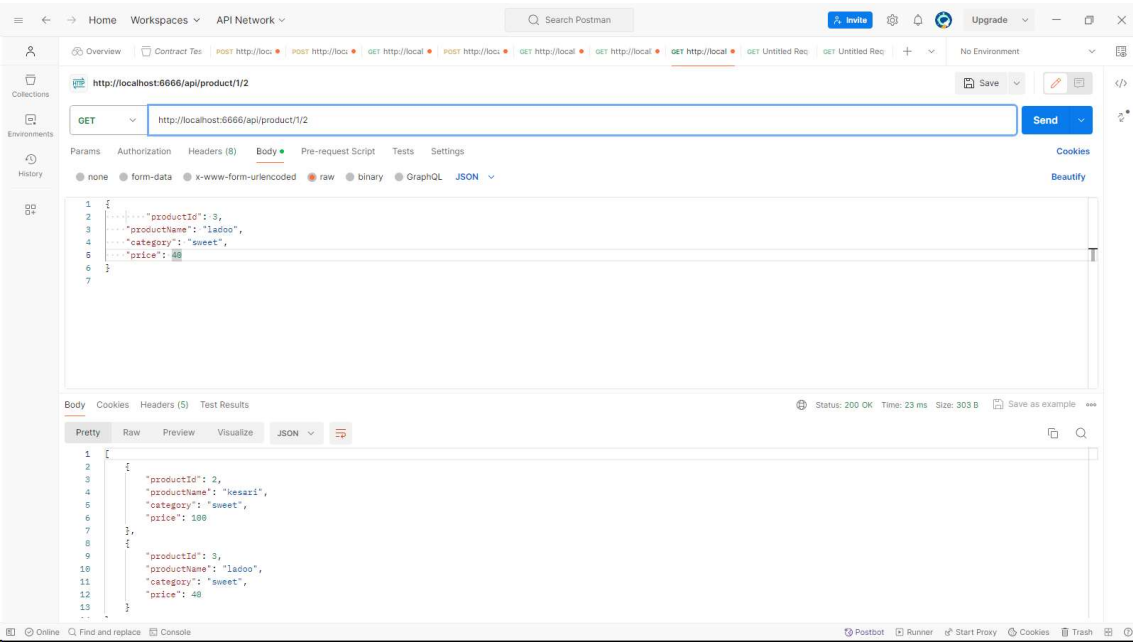 Home Workspaces API Network Search Postman Invite Upgrade
Overview Contract Tes POST http://loca POST http://loca GET http://local POST http://loca GET http://local GET http://local GET http://local GET Untitled Req GET Untitled Rec No Environment
HTTP http://localhost:6666/api/product/1/2 Save
Collections
GET http://localhost:6666/api/product/1/2 Send
Environments
Params Authorization Headers (8) Body Pre-request Script Tests Settings Cookies
History
none form-data x-www-form-urlencoded raw binary GraphQL JSON Beautify
1 {
2 "productId": 3,
3 "productName": "ladoo",
4 "category": "sweet",
5 "price": 40
6 }
7
Body Cookies Headers (5) Test Results Status: 200 OK Time: 23 ms Size: 303 B Save as example
Pretty Raw Preview Visualize JSON
1 [
2 {
3 "productId": 2,
4 "productName": "kesari",
5 "category": "sweet",
6 "price": 100
7 },
8 {
9 "productId": 3,
10 "productName": "ladoo",
11 "category": "sweet",
12 "price": 40
13 }
Online Find and replace Console Postbot Runner Start Proxy Cookies Trash